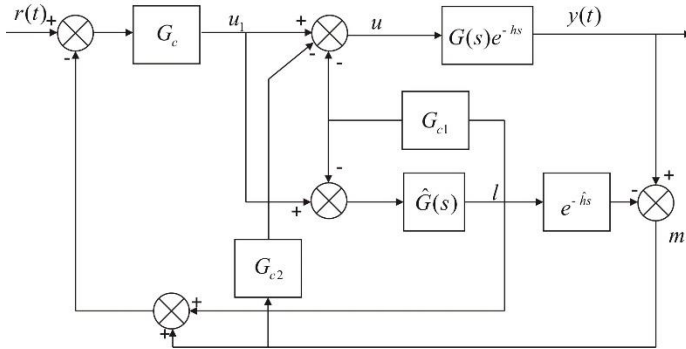 r(t) + - G_c u_1 + - - u G(s)e^{-hs} y(t)
G_{c1}
- + Ĝ(s) l e^{-ĥs} - + m
G_{c2}
+ +